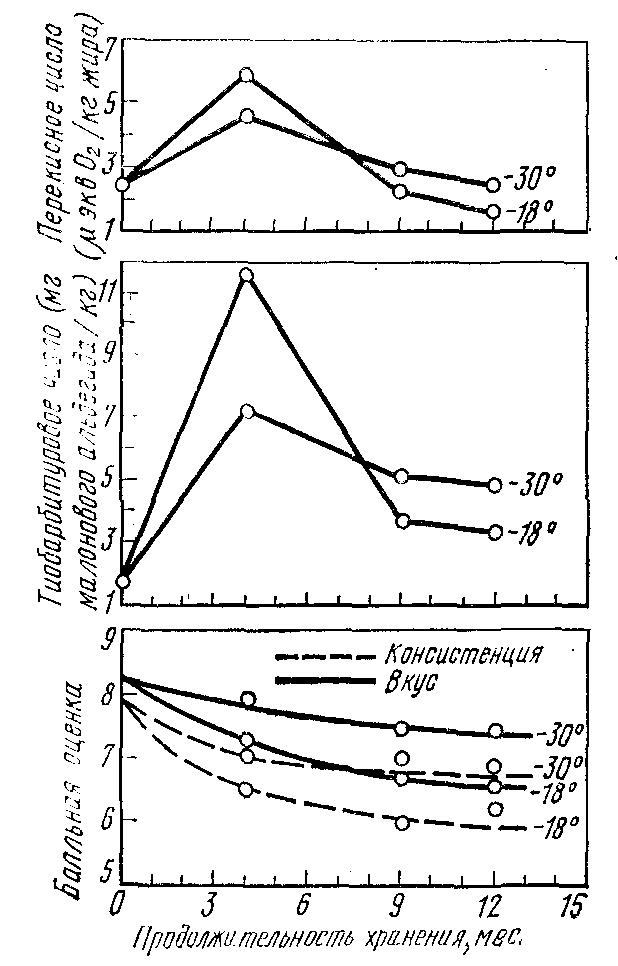 Перекисное число
(μ экв O₂/кг жира)
7
5
3
1
-30°
-18°
Тиобарбитуровое число (мг
малонового альдегида/кг)
11
9
7
5
3
1
-30°
-18°
Балльная оценка
9
8
7
6
5
Консистенция
Вкус
-30°
-30°
-18°
-18°
0 3 6 9 12 15
Продолжительность хранения, мес.